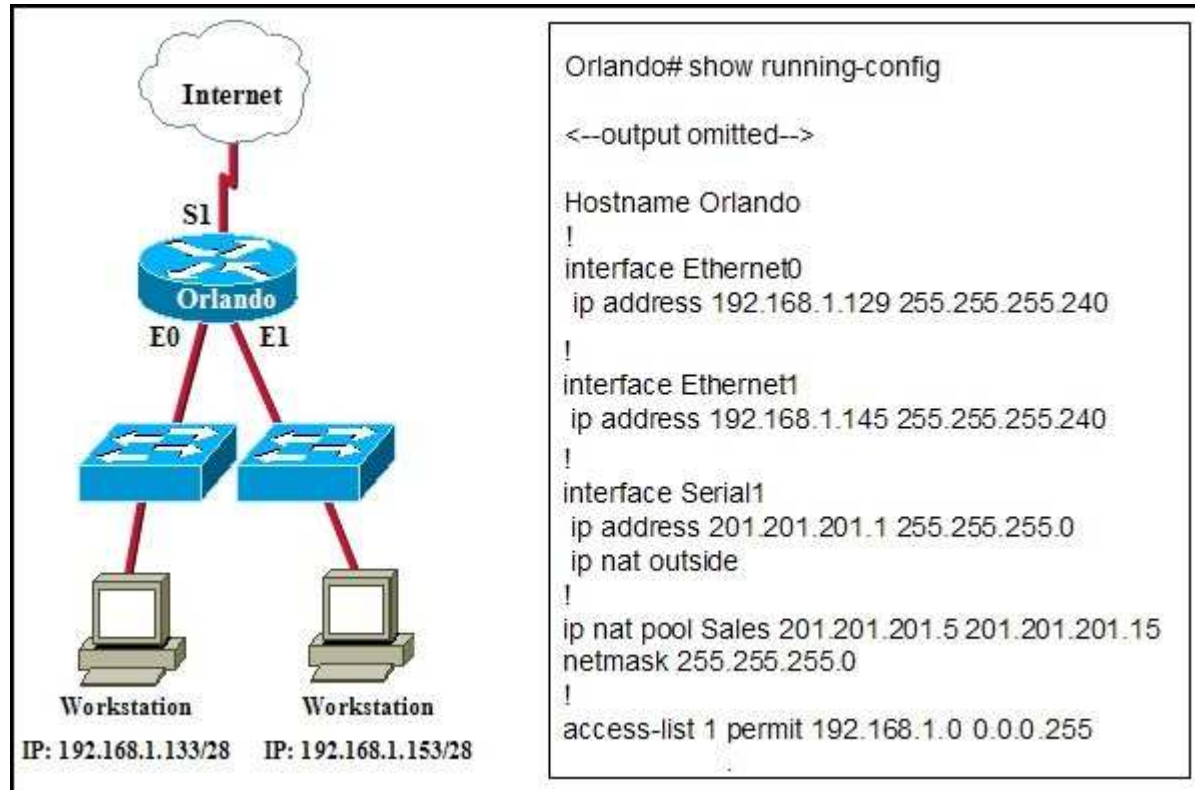 Internet
S1
Orlando
E0 E1
Workstation Workstation
IP: 192.168.1.133/28 IP: 192.168.1.153/28
Orlando# show running-config
<--output omitted-->
Hostname Orlando
!
interface Ethernet0
ip address 192.168.1.129 255.255.255.240
!
interface Ethernet1
ip address 192.168.1.145 255.255.255.240
!
interface Serial1
ip address 201.201.201.1 255.255.255.0
ip nat outside
!
ip nat pool Sales 201.201.201.5 201.201.201.15
netmask 255.255.255.0
!
access-list 1 permit 192.168.1.0 0.0.0.255